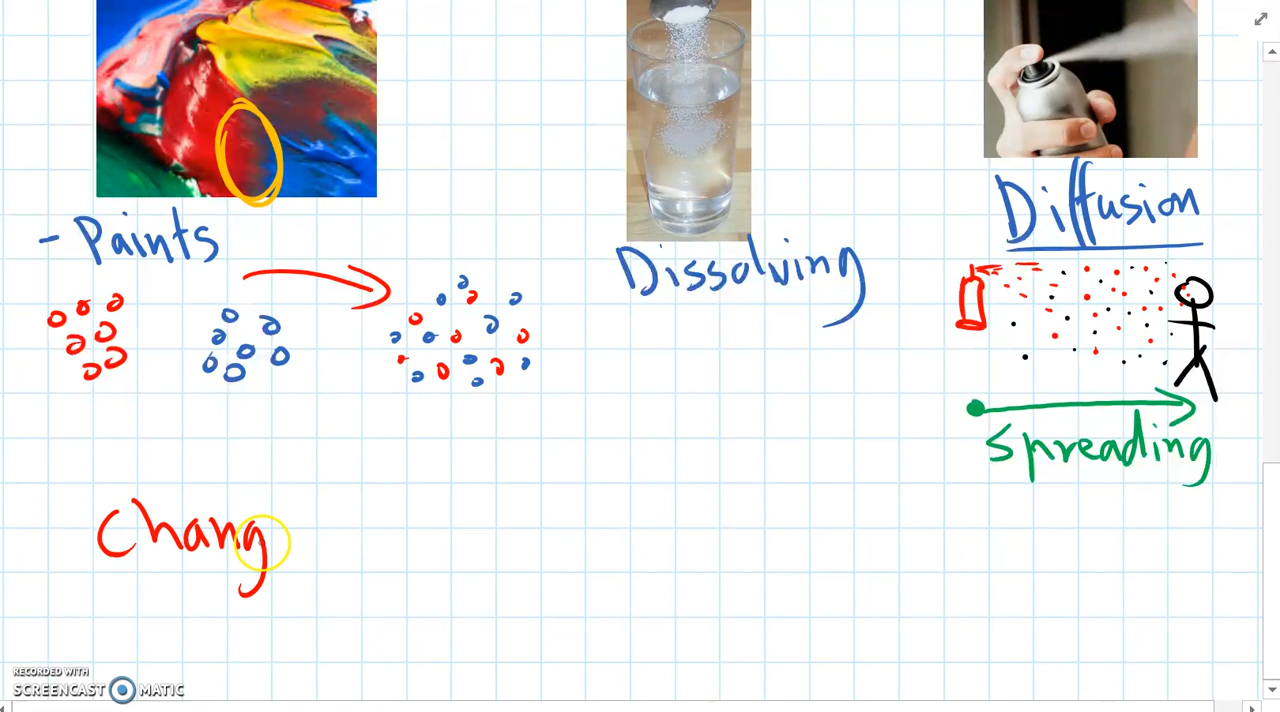 - Paints
Dissolving
Diffusion
Spreading
Chang
RECORDED WITH
SCREENCAST MATIC